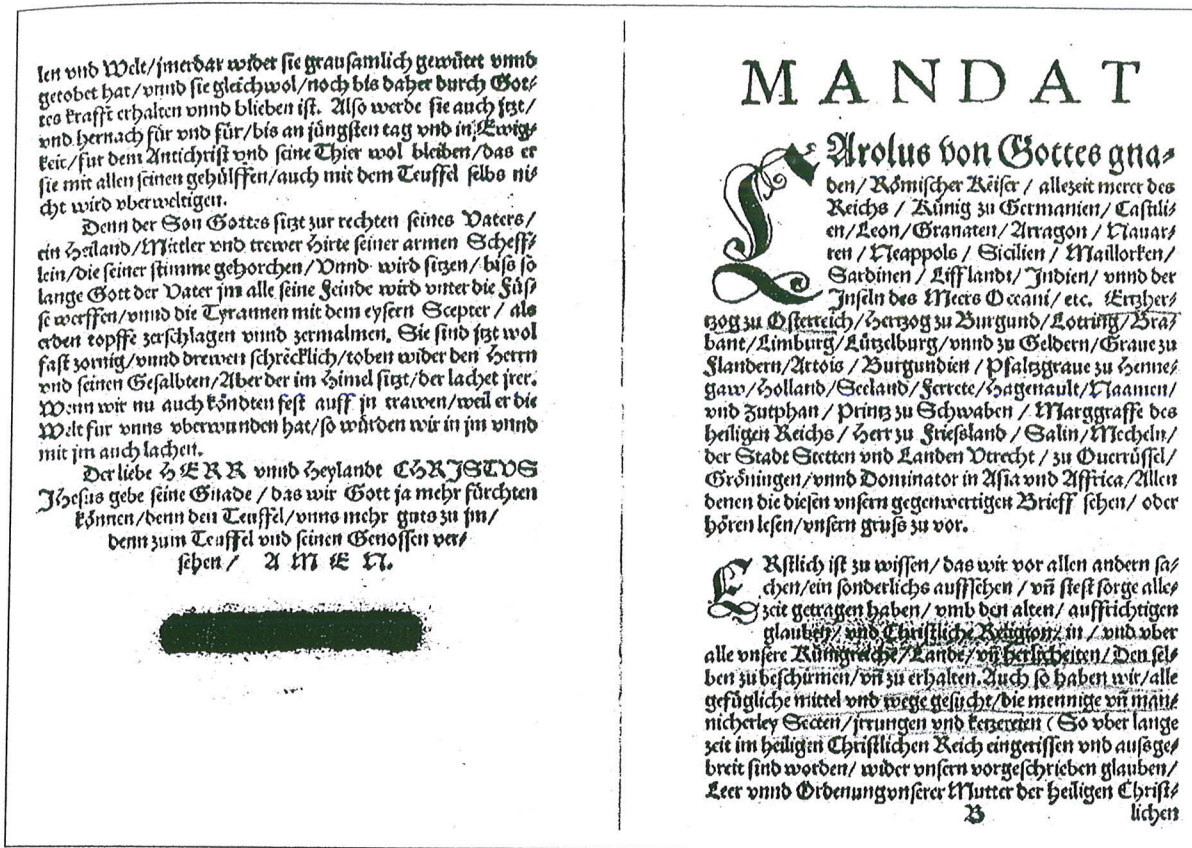 len vnd Welt/jmerdar wider sie grausamlich gewütet vnnd
getobet hat/vnnd sie gleichwol/noch bis daher durch Got⸗
tes krafft erhalten vnnd blieben ist. Also werde sie auch jtzt/
vnd hernach für vnd für/bis an jüngsten tag vnd in Ewig⸗
keit/für dem Antichrist vnd seine Thier wol bleiben/das er
sie mit allen seinen gehülffen/auch mit dem Teuffel selbs ni⸗
cht wird vberweltigen.
Denn der Son Gottes sitzt zur rechten seines Vaters/
ein Heiland/Mittler vnd trewer Hirte seiner armen Scheff⸗
lein/die seiner stimme gehorchen/Vnnd wird sitzen/biss so
lange Gott der Vater jm alle seine Feinde wird vnter die Füs⸗
se werffen/vnnd die Tyrannen mit dem eysern Scepter/als
erden topffe zerschlagen vnnd zermalmen. Sie sind jtzt wol
fast zornig/vnnd drewen schrecklich/toben wider den Herrn
vnd seinen Gesalbten/Aber der im Himel sitzt/der lachet jrer.
Wenn wir nu auch köndten fest auff jn trawen/weil er die
Welt für vnns vberwunden hat/so würden wir in jm vnnd
mit jm auch lachen.
Der liebe HERR vnnd Heylandt CHRJSTVS
JHesus gebe seine Gnade/das wir Gott ja mehr fürchten
können/denn den Teuffel/vnns mehr guts zu jm/
denn zum Teuffel vnd seinen Genossen ver⸗
sehen/ AMEN.
MANDAT
CArolus von Gottes gna⸗
den/Römischer Keiser/allezeit merer des
Reichs/Künig zu Germanien/Castili⸗
en/Leon/Granaten/Arragon/Nauar⸗
ren/Neappols/Sicilien/Maillorken/
Sardinen/Lifflandt/Jndien/vnnd der
Jnseln des Meers Occani/etc. Ertzher⸗
tzog zu Osterreich/Hertzog zu Burgund/Lotring/Bra⸗
bant/Limburg/Lützelburg/vnnd zu Geldern/Graue zu
Flandern/Artois/Burgundien/Pfaltzgraue zu Henne⸗
gaw/Holland/Seeland/Ferrete/Hagenault/Naamen/
vnd Zutphan/Printz zu Schwaben/Marggraffe des
heiligen Reichs/Herr zu Friessland/Salin/Mecheln/
der Stadt Stetten vnd Landen Vtrecht/zu Ouerrüssel/
Gröningen/vnnd Dominator in Asia vnd Affrica/Allen
denen die diesen vnsern gegenwertigen Brieff sehen/oder
hören lesen/vnsern gruß zu vor.
ERstlich ist zu wissen/das wir vor allen andern sa⸗
chen/ein sonderlichs auffsehen/vñ stest sorge alle⸗
zeit getragen haben/vmb den alten/auffrichtigen
glauben/vnd Christliche Religion/in/vnd vber
alle vnsere Künigreiche/Lande/vñ herlicheiten/Den sel⸗
ben zu beschirmen/vñ zu erhalten. Auch so haben wir/alle
gefügliche mittel vnd wege gesucht/die mennige vñ man⸗
nicherley Secten/jrrungen vnd ketzereien (So vber lange
zeit im heiligen Christlichen Reich eingerissen vnd aussge⸗
breit sind worden/wider vnsern vorgeschrieben glauben/
Leer vnnd Ordenung vnserer Mutter der heiligen Christ⸗
B lichen